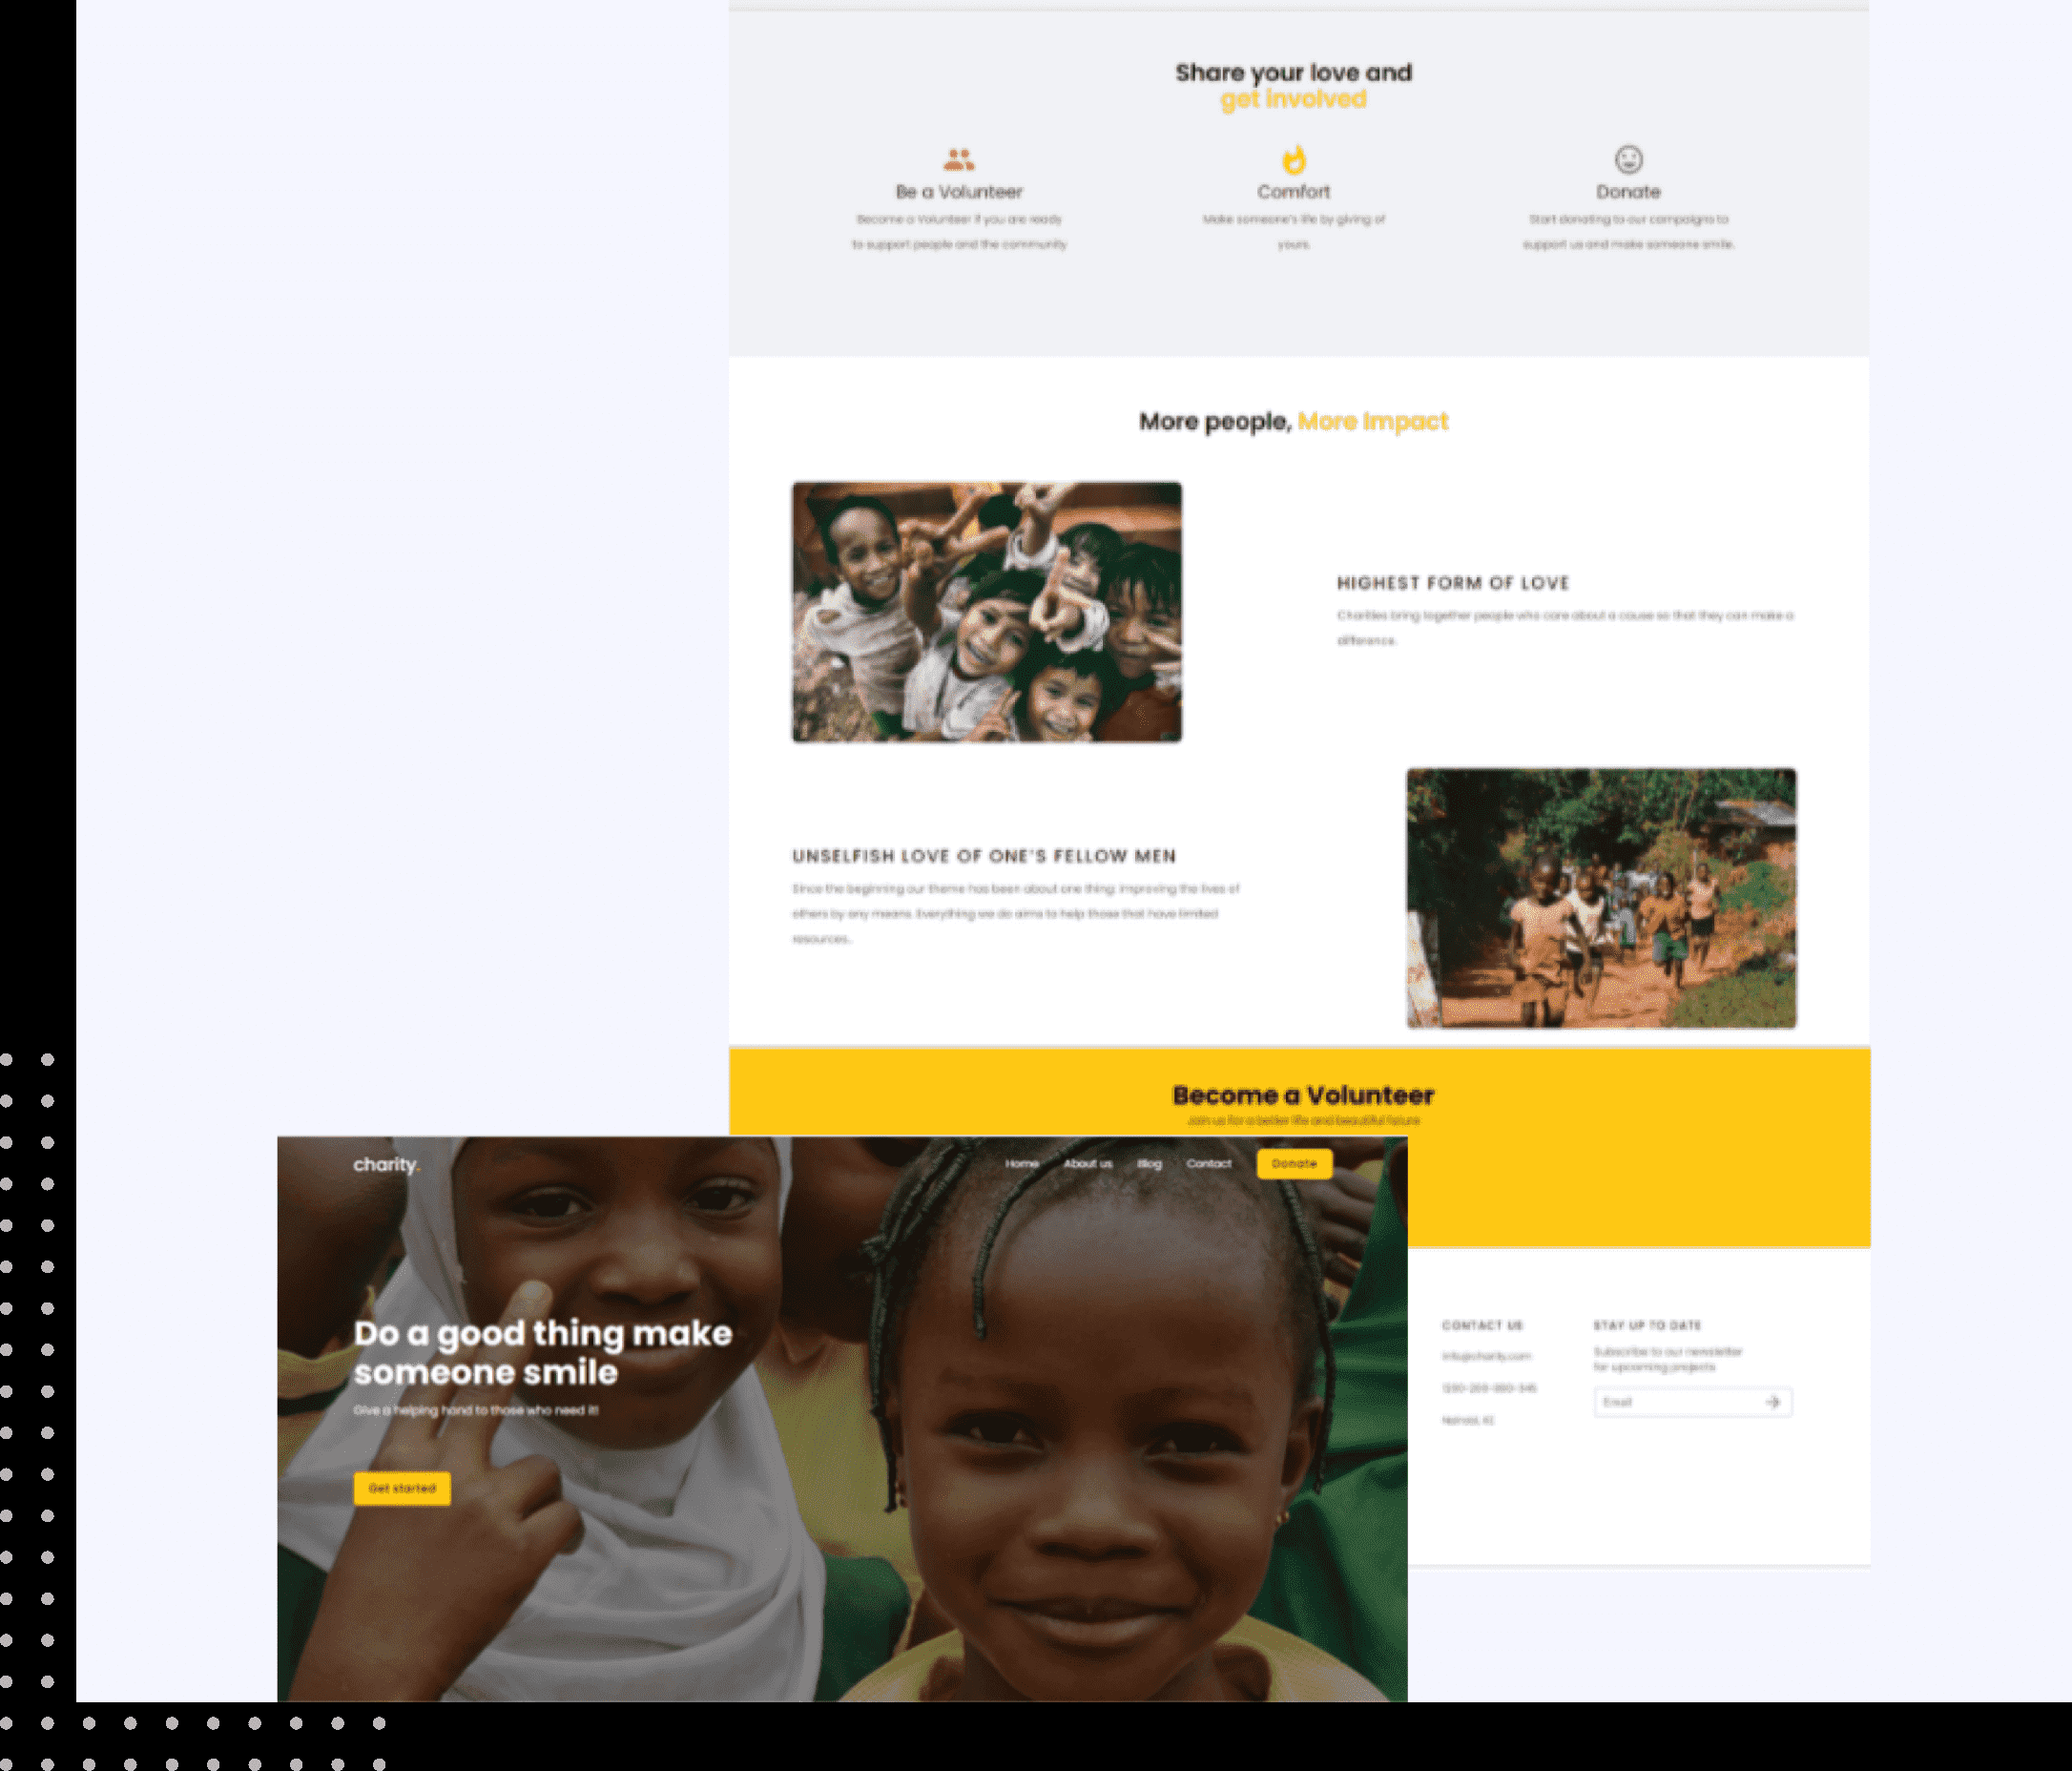 Share your love and
get involved
Be a Volunteer
Become a Volunteer if you are ready
to support people and the community
Comfort
Make someone's life by giving of
yours.
Donate
Start donating to our campaigns to
support us and make someone smile.
More people, More Impact
HIGHEST FORM OF LOVE
Charities bring together people who care about a cause so that they can make a
difference.
UNSELFISH LOVE OF ONE'S FELLOW MEN
Since the beginning our theme has been about one thing: improving the lives of
others by any means. Everything we do aims to help those that have limited
resources.
Become a Volunteer
Join us for a better life and beautiful future
charity.
Home About us Blog Contact Donate
Do a good thing make
someone smile
Give a helping hand to those who need it!
Get started
CONTACT US
info@charity.com
Nairobi, KE
STAY UP TO DATE
Subscribe to our newsletter
for upcoming projects
Email